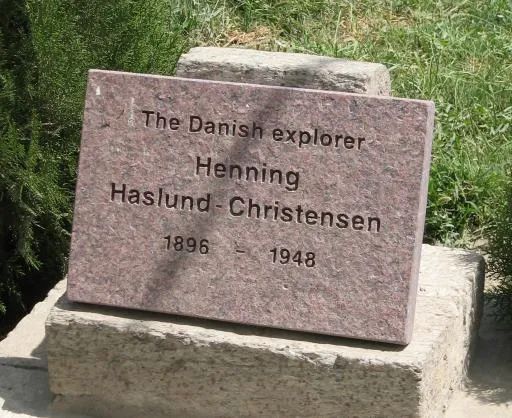 The Danish explorer
Henning
Haslund - Christensen
1896 - 1948